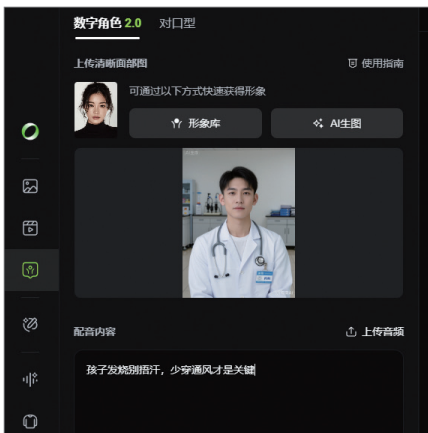 数字角色 2.0 对口型
上传清晰面部图 使用指南
可通过以下方式快速获得形象
形象库 AI生图
配音内容 上传音频
孩子发烧别捂汗，少穿通风才是关键